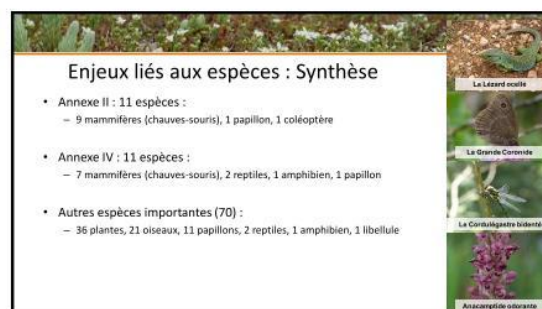 Enjeux liés aux espèces : Synthèse
• Annexe II : 11 espèces :
– 9 mammifères (chauves-souris), 1 papillon, 1 coléoptère
• Annexe IV : 11 espèces :
– 7 mammifères (chauves-souris), 2 reptiles, 1 amphibien, 1 papillon
• Autres espèces importantes (70) :
– 36 plantes, 21 oiseaux, 11 papillons, 2 reptiles, 1 amphibien, 1 libellule
La Lézard ocellé
La Grande Coronide
Le Cordulégastre bidenté
Anacamptide odorante